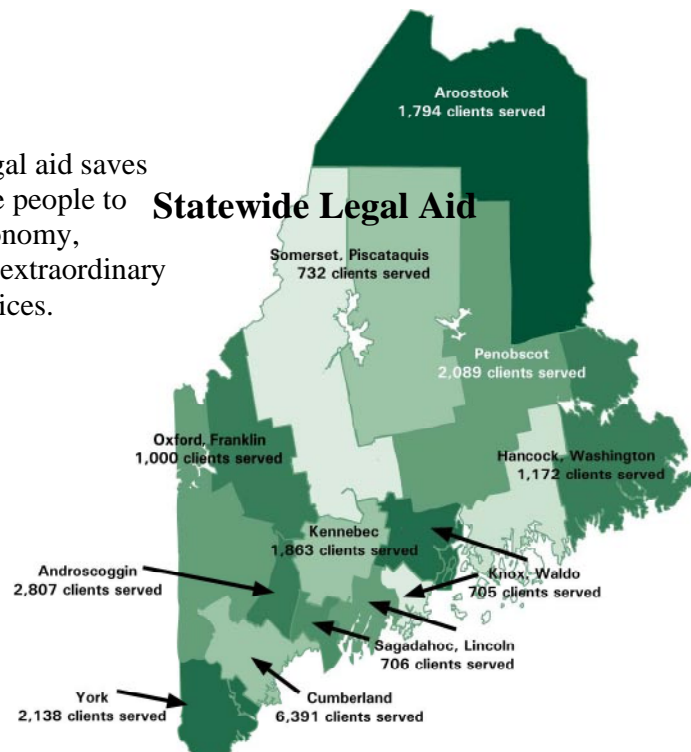 gal aid saves
e people to
onomy,
extraordinary
ices.
Statewide Legal Aid
Aroostook
1,794 clients served
Somerset, Piscataquis
732 clients served
Penobscot
2,089 clients served
Oxford, Franklin
1,000 clients served
Hancock, Washington
1,172 clients served
Kennebec
1,863 clients served
Androscoggin
2,807 clients served
Knox, Waldo
705 clients served
Sagadahoc, Lincoln
706 clients served
York
2,138 clients served
Cumberland
6,391 clients served